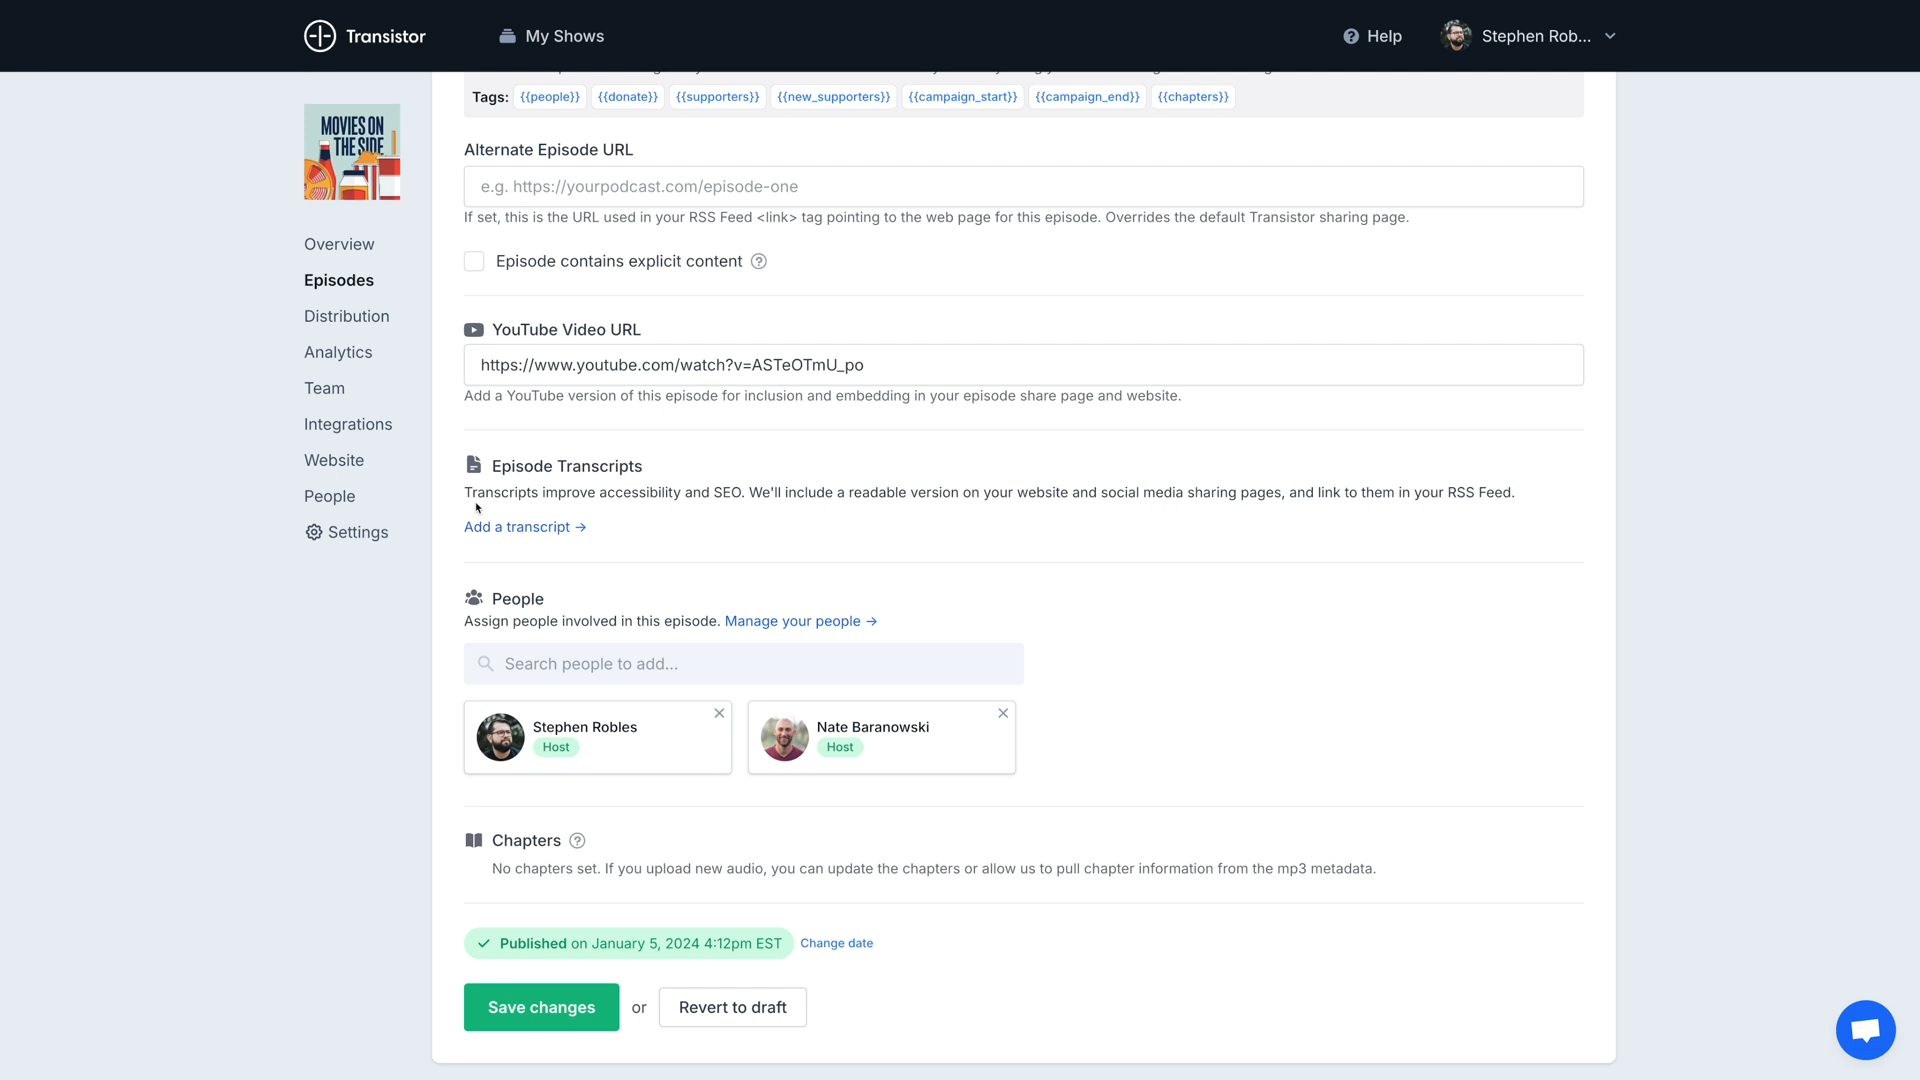 Transistor
My Shows
Help
Stephen Rob...
MOVIES ON
THE SIDE
Overview
Episodes
Distribution
Analytics
Team
Integrations
Website
People
Settings
Tags: {{people}} {{donate}} {{supporters}} {{new_supporters}} {{campaign_start}} {{campaign_end}} {{chapters}}
Alternate Episode URL
e.g. https://yourpodcast.com/episode-one
If set, this is the URL used in your RSS Feed <link> tag pointing to the web page for this episode. Overrides the default Transistor sharing page.
Episode contains explicit content
YouTube Video URL
https://www.youtube.com/watch?v=ASTeOTmU_po
Add a YouTube version of this episode for inclusion and embedding in your episode share page and website.
Episode Transcripts
Transcripts improve accessibility and SEO. We'll include a readable version on your website and social media sharing pages, and link to them in your RSS Feed.
Add a transcript →
People
Assign people involved in this episode. Manage your people →
Search people to add...
Stephen Robles
Host
Nate Baranowski
Host
Chapters
No chapters set. If you upload new audio, you can update the chapters or allow us to pull chapter information from the mp3 metadata.
Published on January 5, 2024 4:12pm EST Change date
Save changes or Revert to draft